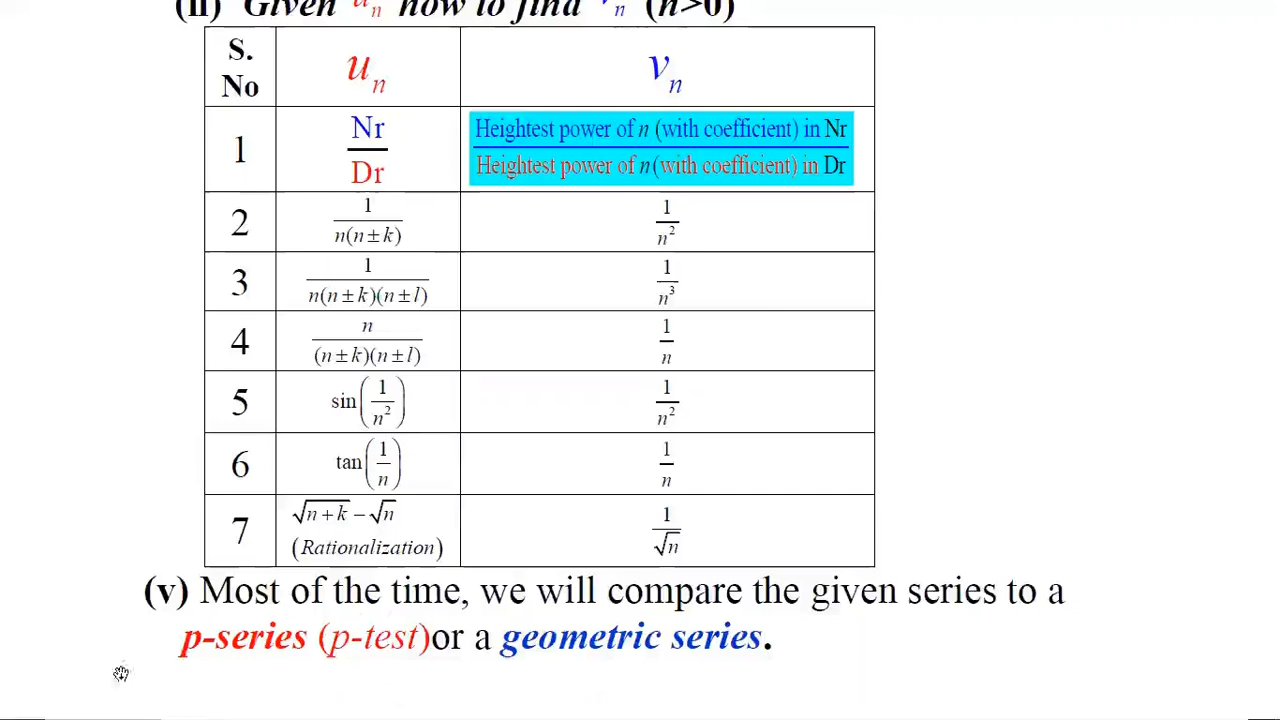 (ii) Given uₙ how to find vₙ (n>0)
S. No uₙ vₙ
1 Nr/Dr Heightest power of n (with coefficient) in Nr / Heightest power of n(with coefficient) in Dr
2 1/n(n±k) 1/n²
3 1/n(n±k)(n±l) 1/n³
4 n/(n±k)(n±l) 1/n
5 sin(1/n²) 1/n²
6 tan(1/n) 1/n
7 √(n+k) − √n (Rationalization) 1/√n
(v) Most of the time, we will compare the given series to a
p-series (p-test)or a geometric series.